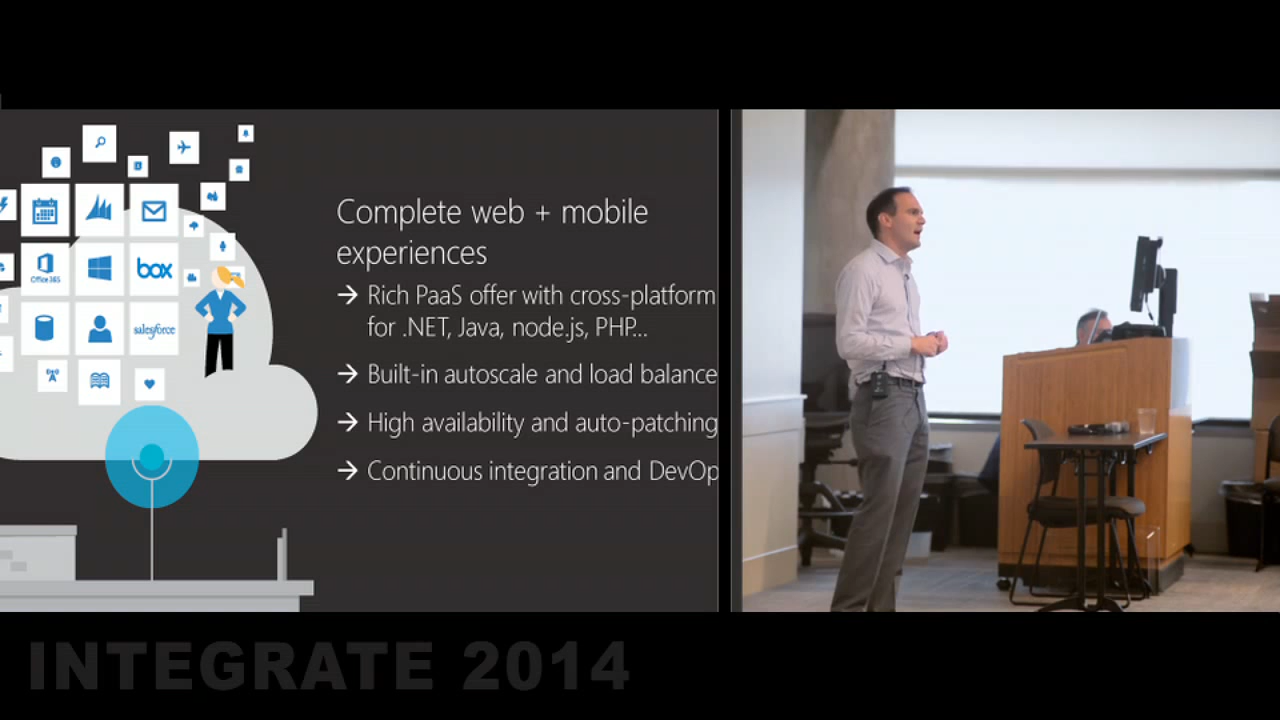 Complete web + mobile
experiences
→ Rich PaaS offer with cross-platform
for .NET, Java, node.js, PHP...
→ Built-in autoscale and load balance
→ High availability and auto-patching
→ Continuous integration and DevOp
Office 365
box
salesforce
INTEGRATE 2014